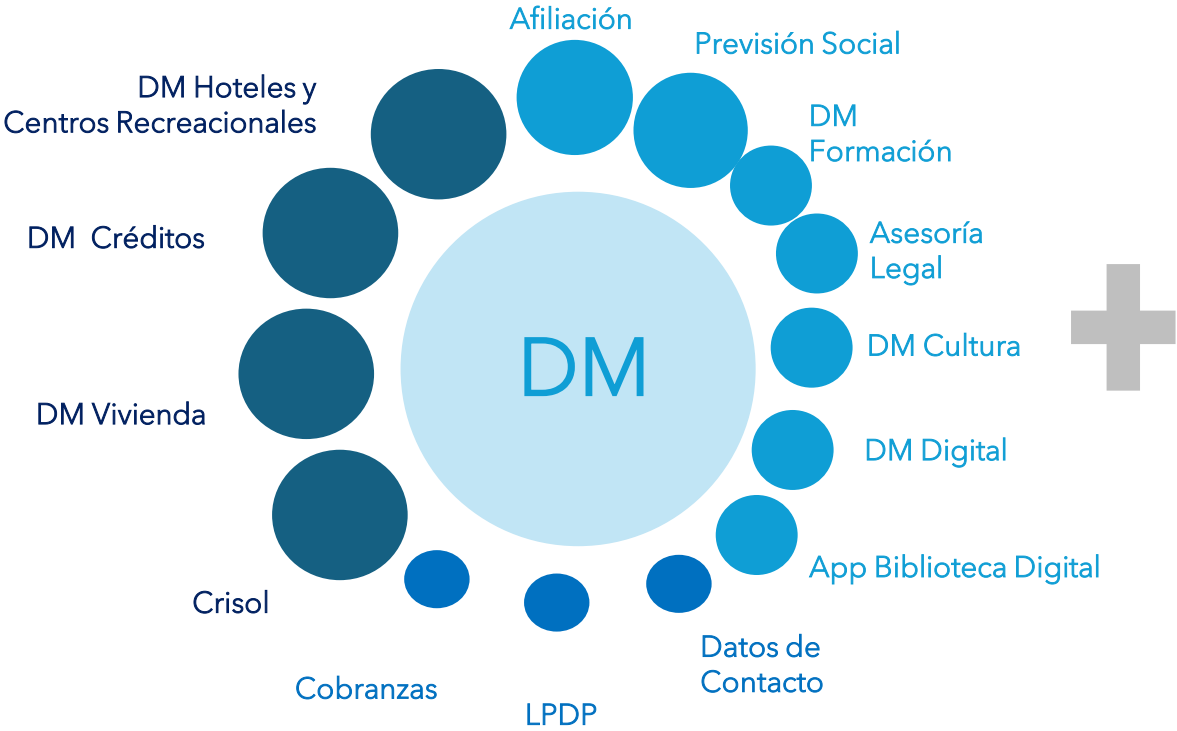 Afiliación
Previsión Social
DM
Formación
Asesoría
Legal
DM Cultura
DM Digital
App Biblioteca Digital
Datos de
Contacto
LPDP
Cobranzas
Crisol
DM Vivienda
DM Créditos
DM Hoteles y
Centros Recreacionales
DM